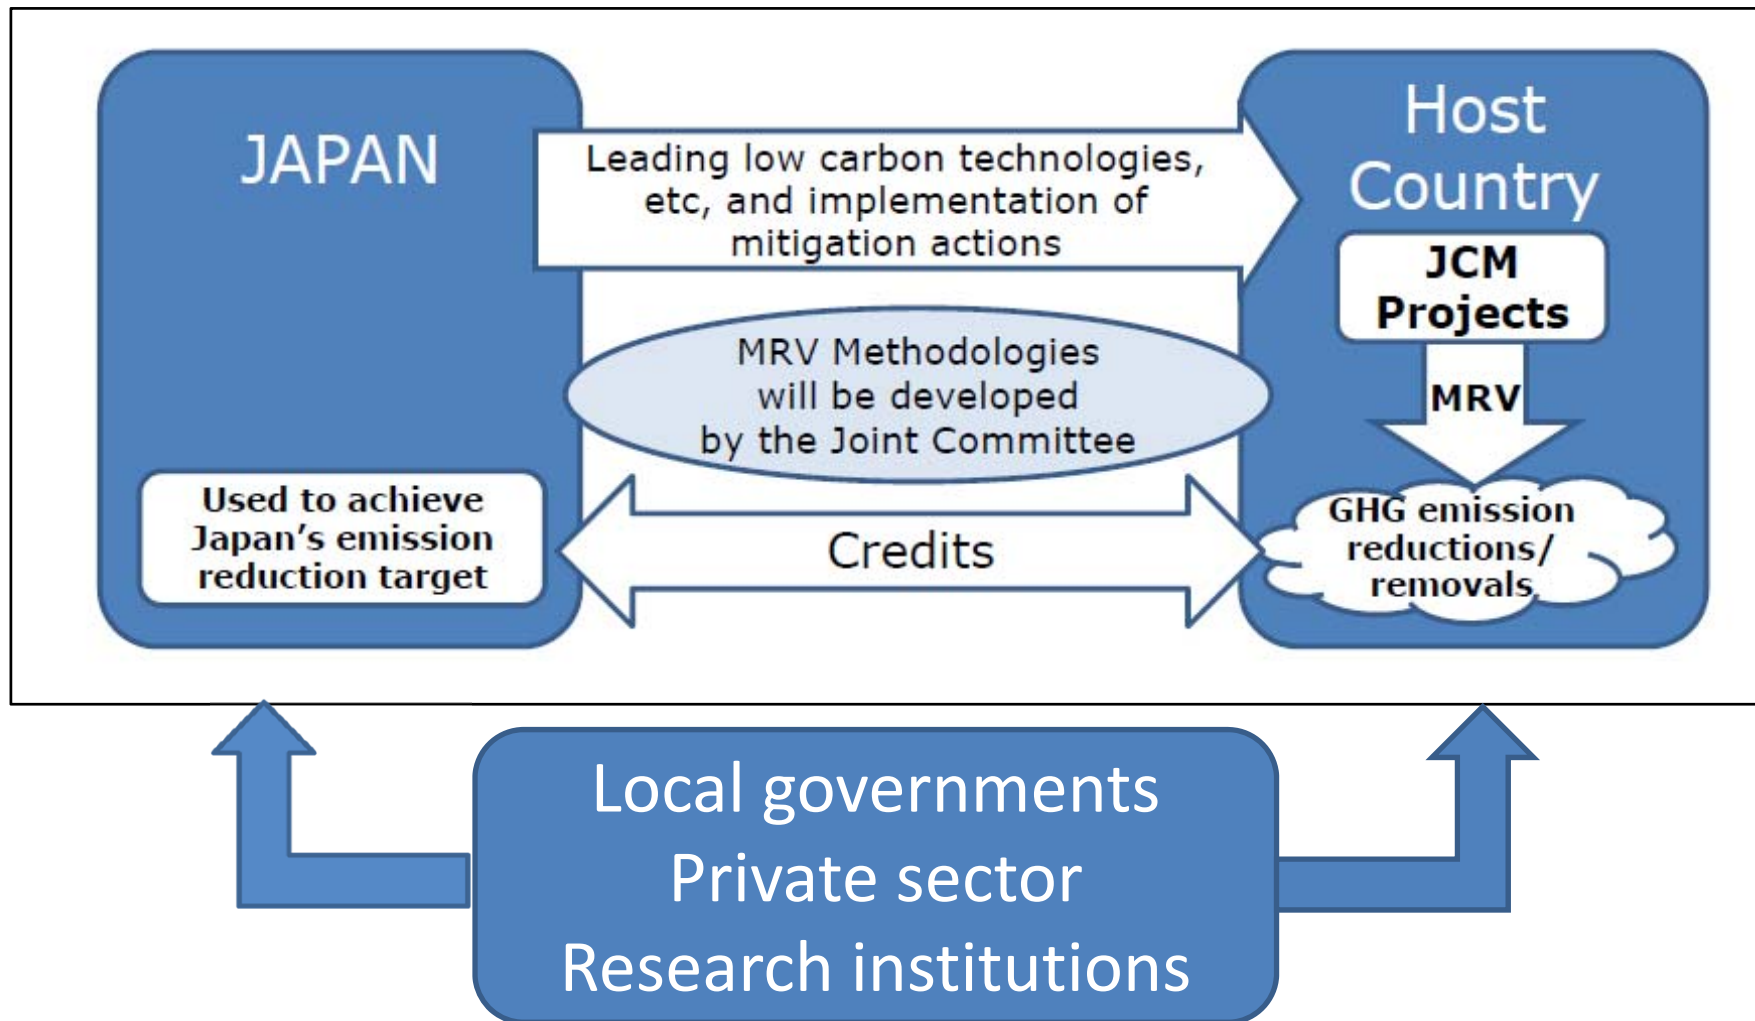 JAPAN
Leading low carbon technologies,
etc, and implementation of
mitigation actions
Host
Country
JCM
Projects
MRV Methodologies
will be developed
by the Joint Committee
MRV
Used to achieve
Japan's emission
reduction target
Credits
GHG emission
reductions/
removals
Local governments
Private sector
Research institutions